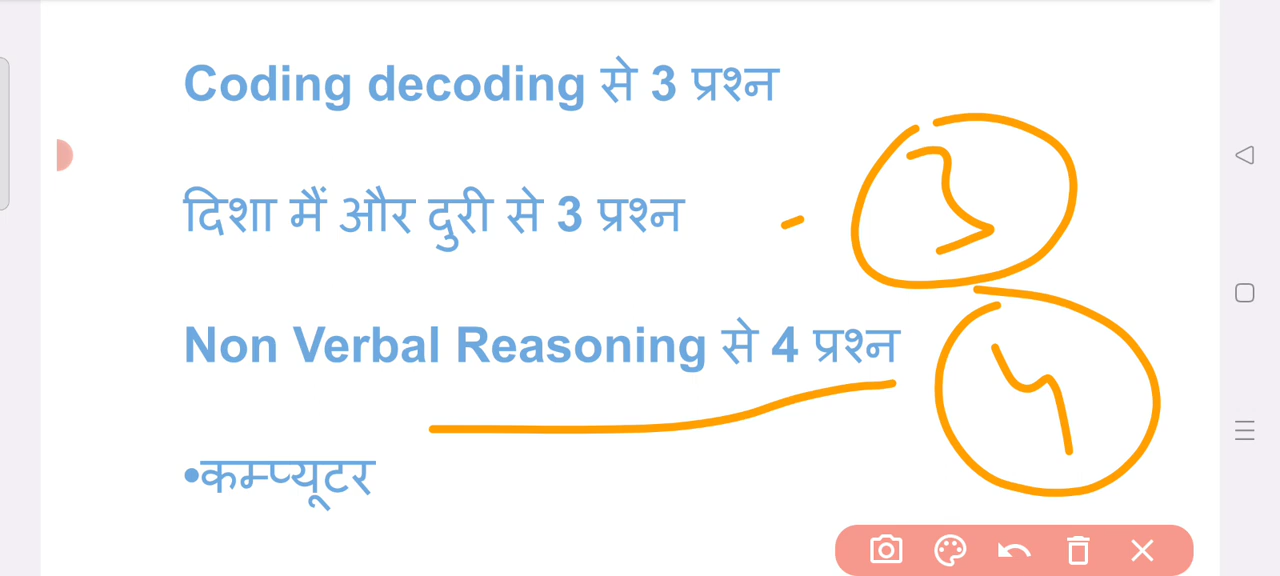 Coding decoding से 3 प्रश्न
दिशा मैं और दुरी से 3 प्रश्न
3
Non Verbal Reasoning से 4 प्रश्न
4
•कम्प्यूटर